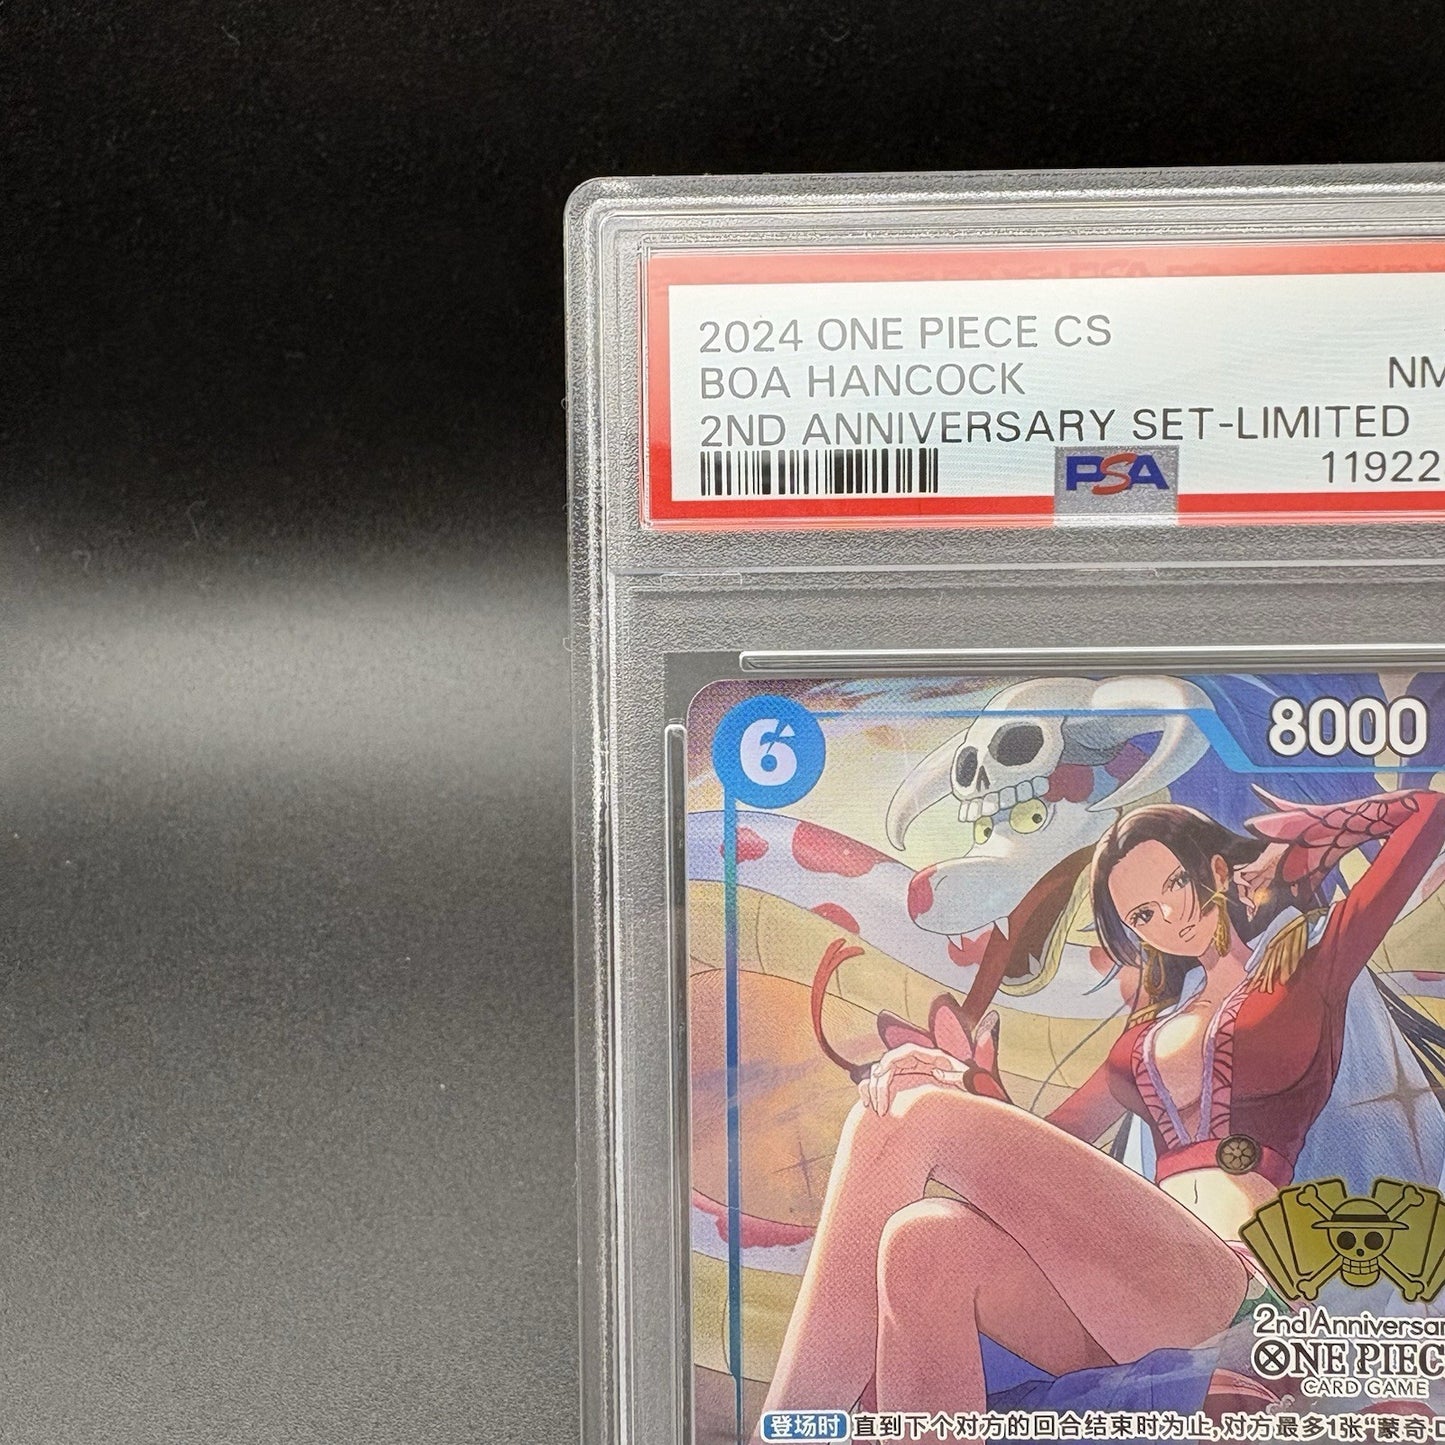 2024 ONE PIECE CS
BOA HANCOCK
NM
2ND ANNIVERSARY SET-LIMITED
PSA
11922
6
8000
2nd Anniversar
ONE PIEC
CARD GAME
登场时 直到下个对方的回合结束时为止,对方最多1张“蒙奇·D